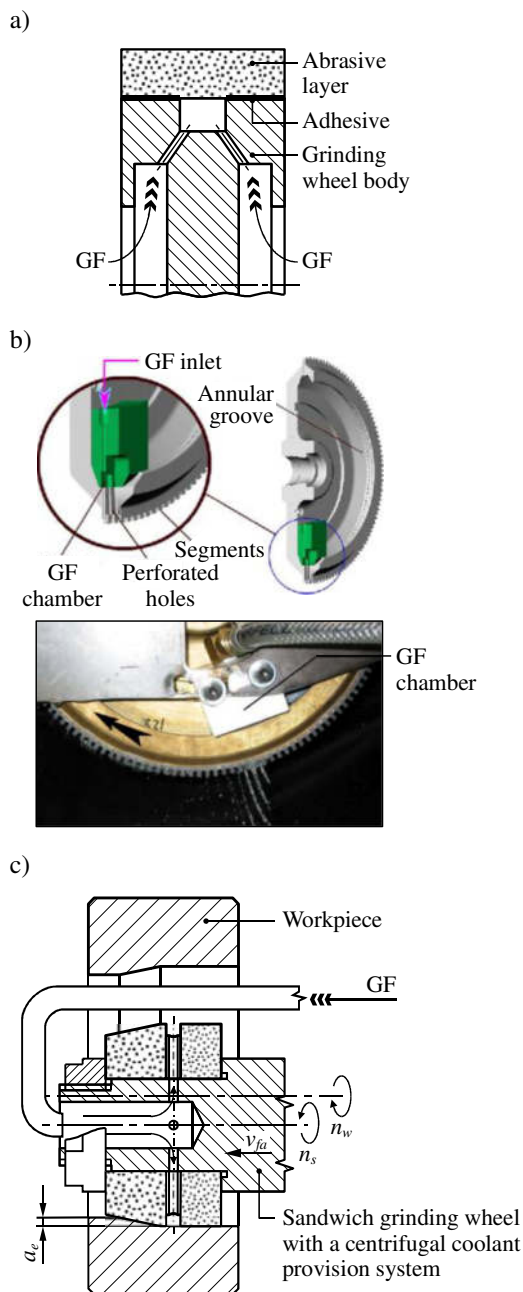 a)
Abrasive
layer
Adhesive
Grinding
wheel body
GF
GF
b)
GF inlet
Annular
groove
Segments
GF
chamber
Perforated
holes
GF
chamber
c)
Workpiece
GF
n_w
n_s
v_fa
a_e
Sandwich grinding wheel
with a centrifugal coolant
provision system